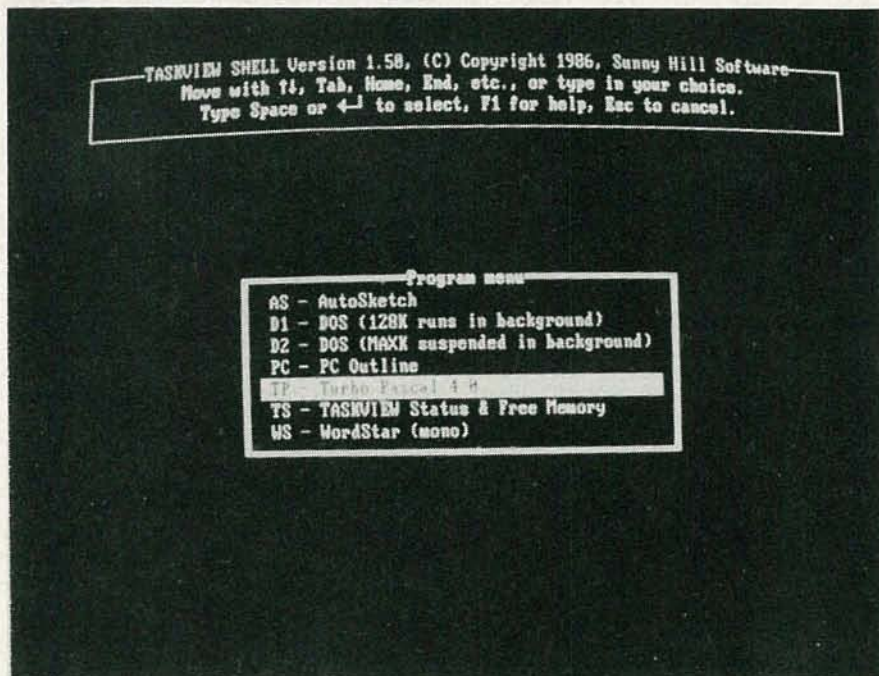 TASKVIEW SHELL Version 1.50, (C) Copyright 1986, Sunny Hill Software
Move with ↑↓, Tab, Home, End, etc., or type in your choice.
Type Space or ↵ to select, F1 for help, Esc to cancel.
Program menu
AS - AutoSketch
D1 - DOS (128K runs in background)
D2 - DOS (MAXK suspended in background)
PC - PC Outline
TP - Turbo Pascal 4.0
TS - TASKVIEW Status & Free Memory
WS - WordStar (mono)